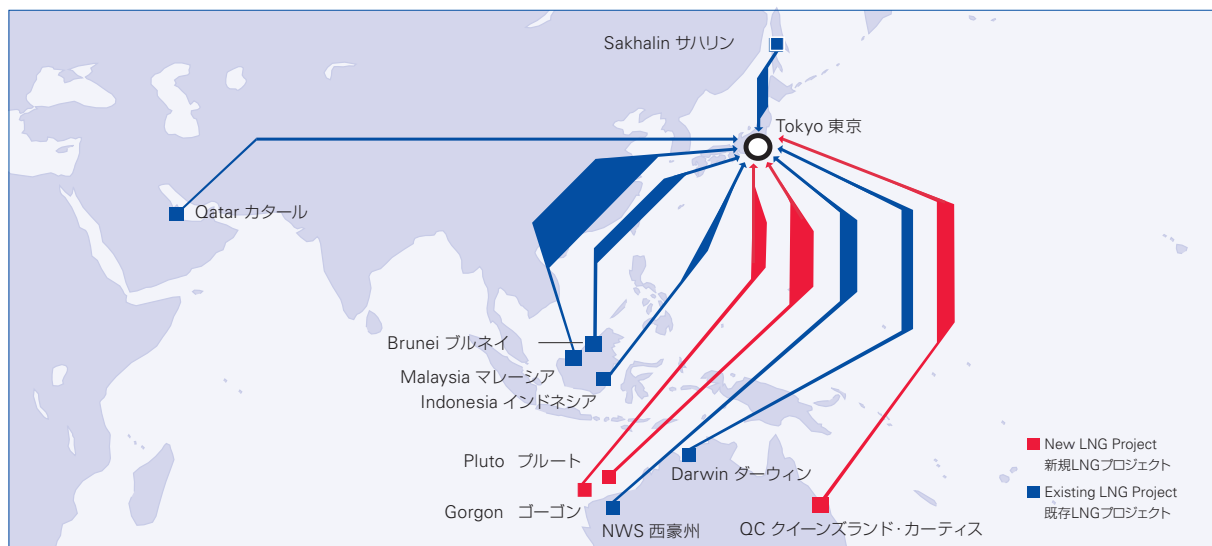 Sakhalin サハリン
Tokyo 東京
Qatar カタール
Brunei ブルネイ
Malaysia マレーシア
Indonesia インドネシア
Pluto プルート
Darwin ダーウィン
Gorgon ゴーゴン
NWS 西豪州
QC クイーンズランド・カーティス
New LNG Project
新規LNGプロジェクト
Existing LNG Project
既存LNGプロジェクト